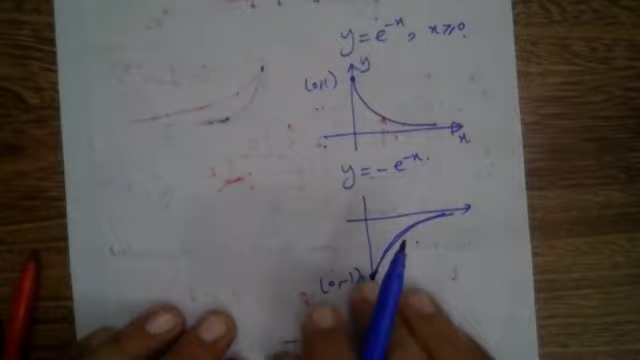 y = e^{-x}, x ≥ 0
y
(0,1)
x
y = -e^{-x}.
(0,-1)